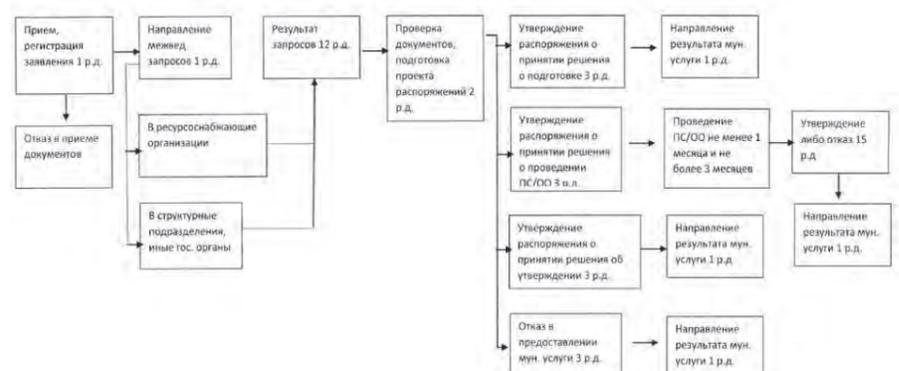 Прием,
регистрация
заявления 1 р.д.
Направление
межвед
запросов 1 р.д.
Результат
запросов 12 р.д.
Проверка
документов,
подготовка
проекта
распоряжений 2
р.д.
Утверждение
распоряжения о
принятии решения
о подготовке 3 р.д.
Направление
результата мун.
услуги 1 р.д.
Отказ в приеме
документов
В ресурсоснабжающие
организации
В структурные
подразделения,
иные гос. органы
Утверждение
распоряжения о
принятии решения
о проведении
ПС/ОО 3 р.д.
Проведение
ПС/ОО не менее 1
месяца и не
более 3 месяцев
Утверждение
либо отказ 15
р.д
Направление
результата мун.
услуги 1 р.д.
Утверждение
распоряжения о
принятии решения об
утверждении 3 р.д.
Направление
результата мун.
услуги 1 р.д.
Отказ в
предоставлении
мун. услуги 3 р.д.
Направление
результата мун.
услуги 1 р.д.